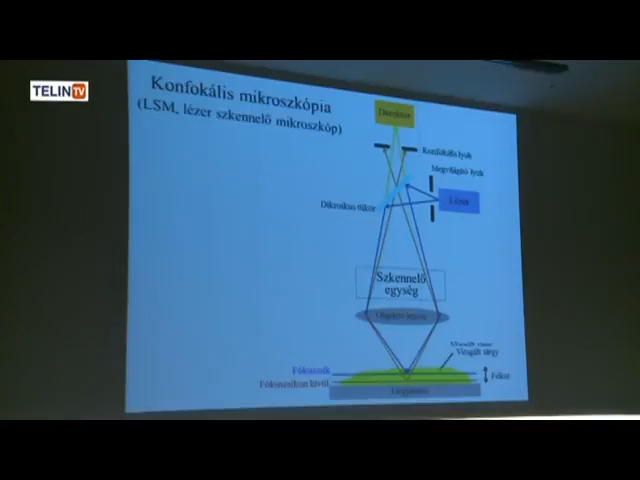 TELIN TV
Konfokális mikroszkópia
(LSM, lézer szkennelő mikroszkóp)
Detektor
Konfokális lyuk
Megvilágító lyuk
Lézer
Dikroikus tükör
Szkennelő
egység
Objektív lencse
Vizsgált tárgy
Fókuszsík
Fókuszsíkon kívül
Fókusz
Tárgyasztal